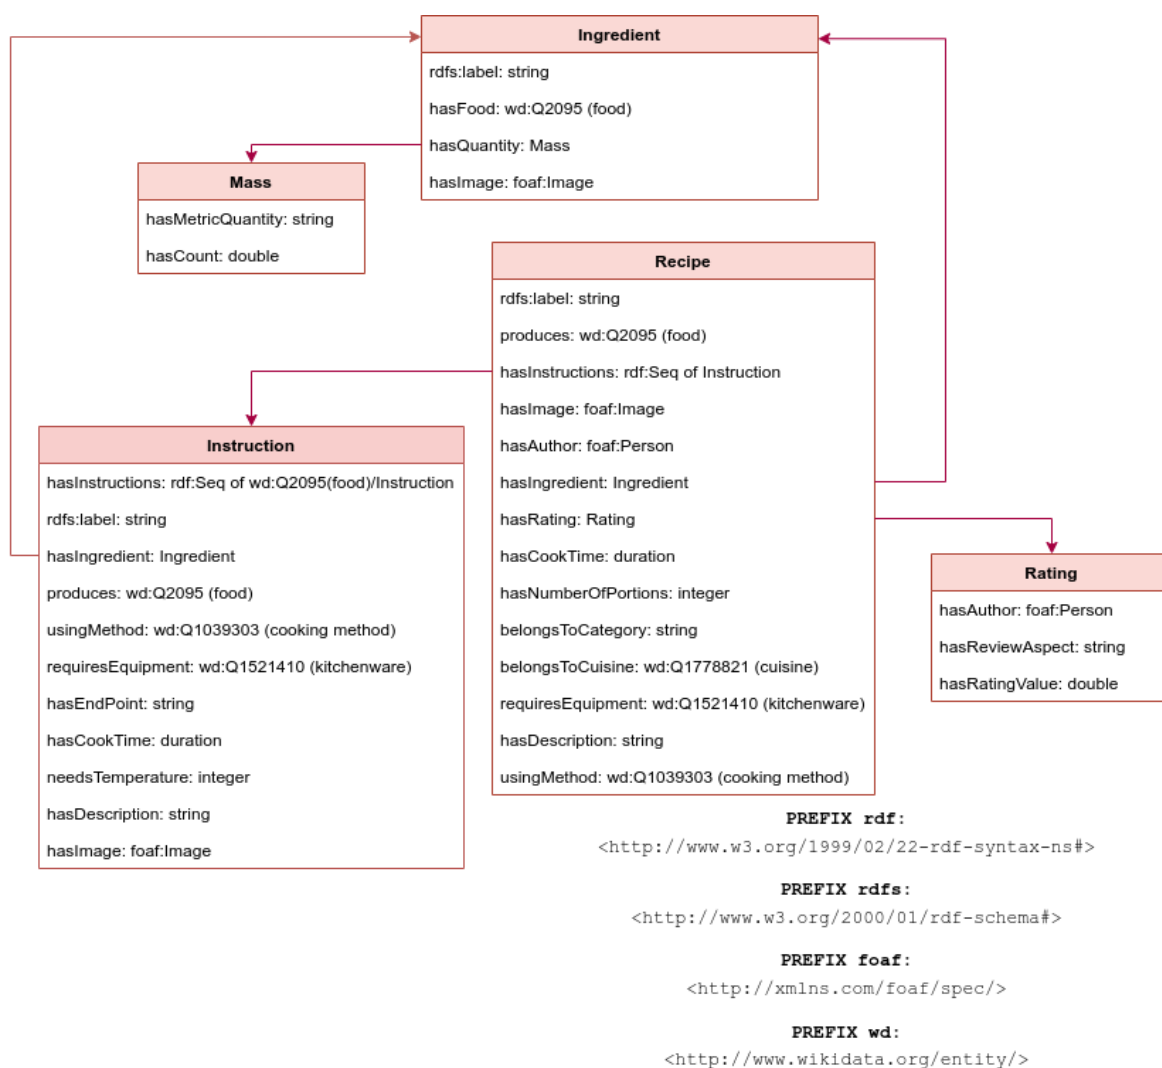 Ingredient
rdfs:label: string
hasFood: wd:Q2095 (food)
hasQuantity: Mass
hasImage: foaf:Image
Mass
hasMetricQuantity: string
hasCount: double
Recipe
rdfs:label: string
produces: wd:Q2095 (food)
hasInstructions: rdf:Seq of Instruction
hasImage: foaf:Image
hasAuthor: foaf:Person
hasIngredient: Ingredient
hasRating: Rating
hasCookTime: duration
hasNumberOfPortions: integer
belongsToCategory: string
belongsToCuisine: wd:Q1778821 (cuisine)
requiresEquipment: wd:Q1521410 (kitchenware)
hasDescription: string
usingMethod: wd:Q1039303 (cooking method)
Instruction
hasInstructions: rdf:Seq of wd:Q2095(food)/Instruction
rdfs:label: string
hasIngredient: Ingredient
produces: wd:Q2095 (food)
usingMethod: wd:Q1039303 (cooking method)
requiresEquipment: wd:Q1521410 (kitchenware)
hasEndPoint: string
hasCookTime: duration
needsTemperature: integer
hasDescription: string
hasImage: foaf:Image
Rating
hasAuthor: foaf:Person
hasReviewAspect: string
hasRatingValue: double
PREFIX rdf:
<http://www.w3.org/1999/02/22-rdf-syntax-ns#>
PREFIX rdfs:
<http://www.w3.org/2000/01/rdf-schema#>
PREFIX foaf:
<http://xmlns.com/foaf/spec/>
PREFIX wd:
<http://www.wikidata.org/entity/>